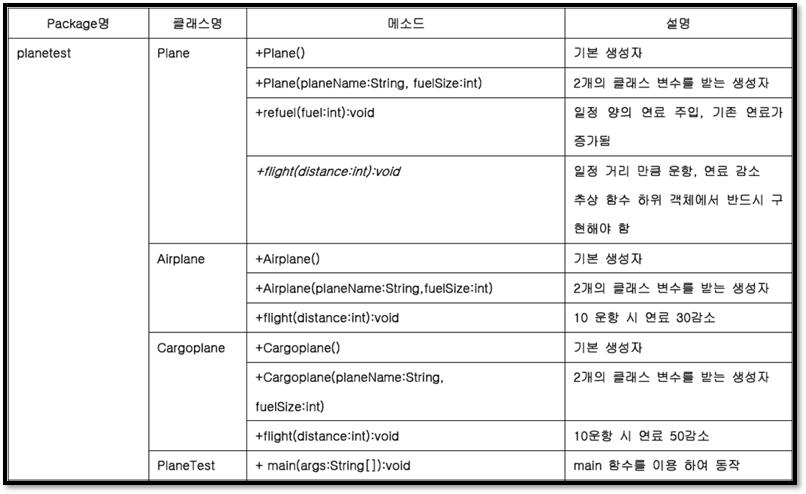 Package명 클래스명 메소드 설명
planetest Plane +Plane() 기본 생성자
+Plane(planeName:String, fuelSize:int) 2개의 클래스 변수를 받는 생성자
+refuel(fuel:int):void 일정 양의 연료 주입, 기존 연료가
증가됨
+flight(distance:int):void 일정 거리 만큼 운항, 연료 감소
추상 함수 하위 객체에서 반드시 구
현해야 함
Airplane +Airplane() 기본 생성자
+Airplane(planeName:String,fuelSize:int) 2개의 클래스 변수를 받는 생성자
+flight(distance:int):void 10 운항 시 연료 30감소
Cargoplane +Cargoplane() 기본 생성자
+Cargoplane(planeName:String, 2개의 클래스 변수를 받는 생성자
fuelSize:int)
+flight(distance:int):void 10운항 시 연료 50감소
PlaneTest + main(args:String[]):void main 함수를 이용 하여 동작